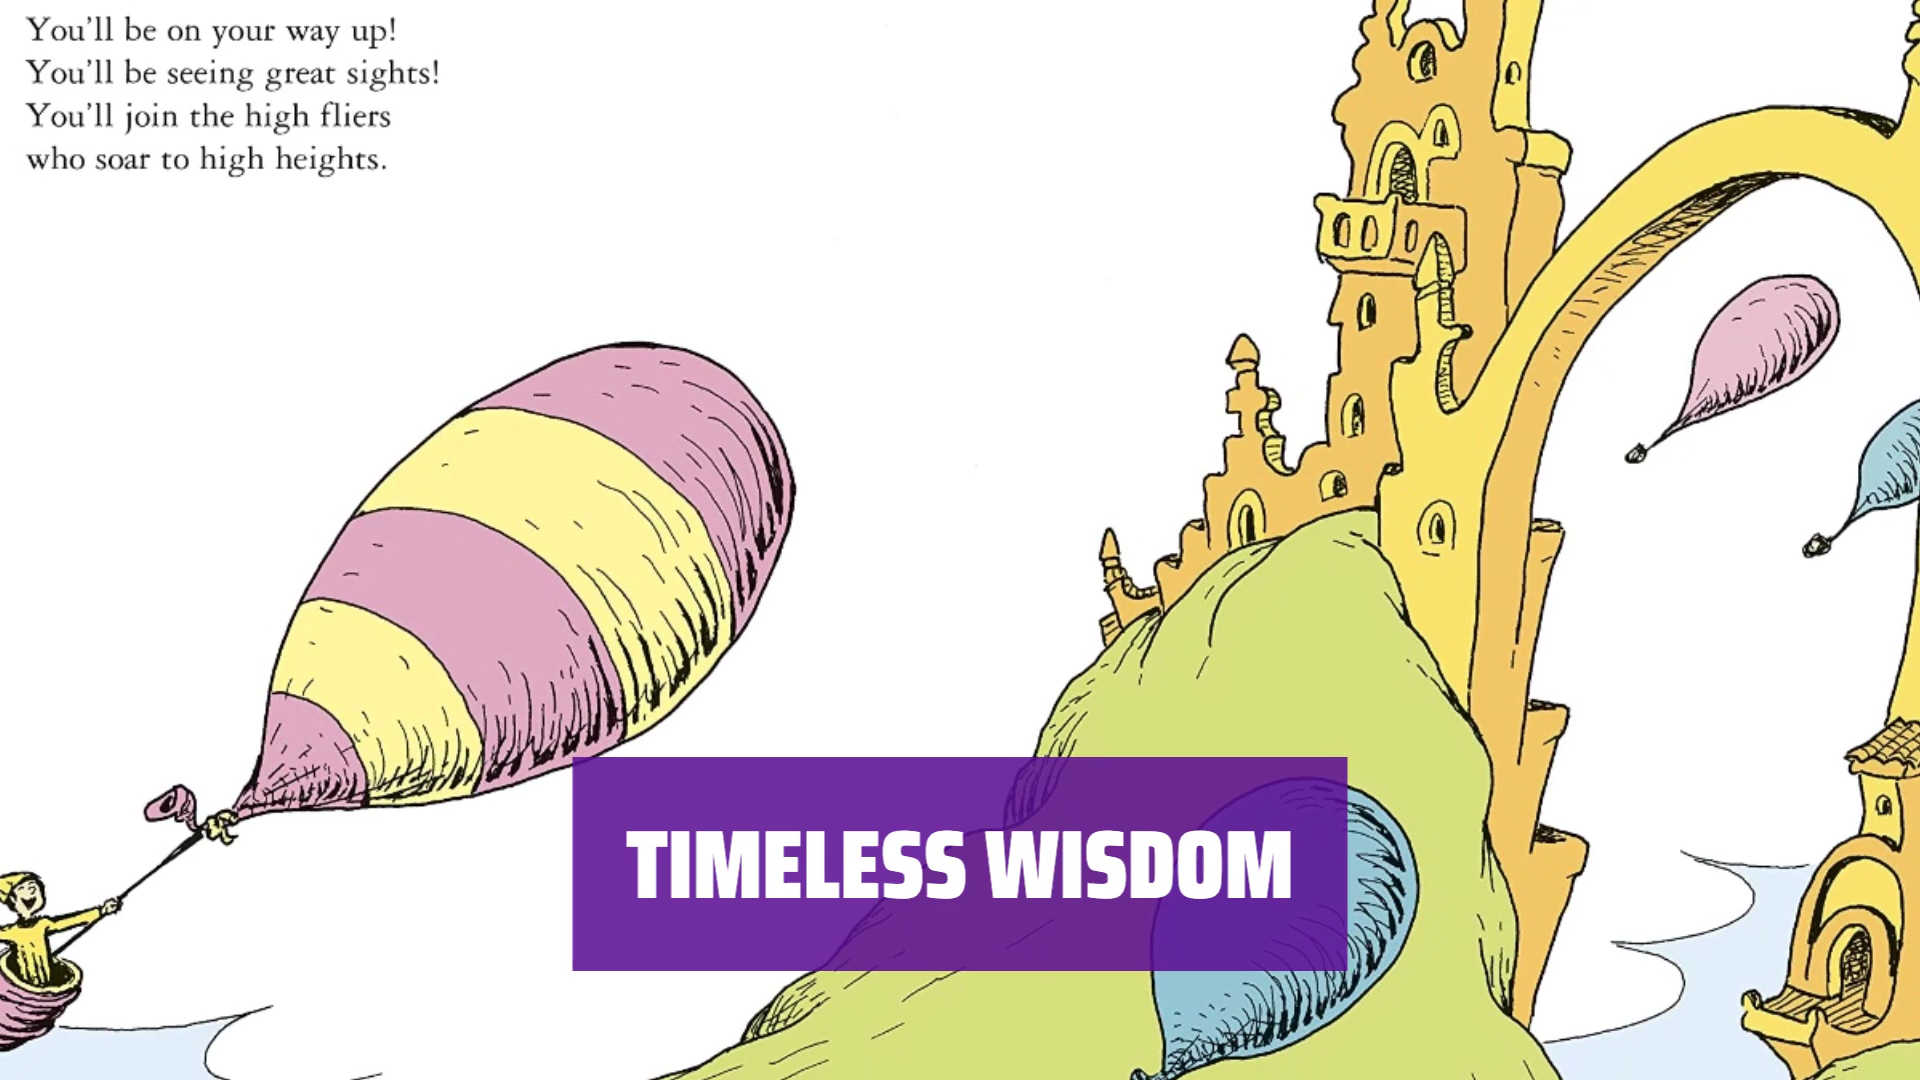 You'll be on your way up!
You'll be seeing great sights!
You'll join the high fliers
who soar to high heights.
TIMELESS WISDOM